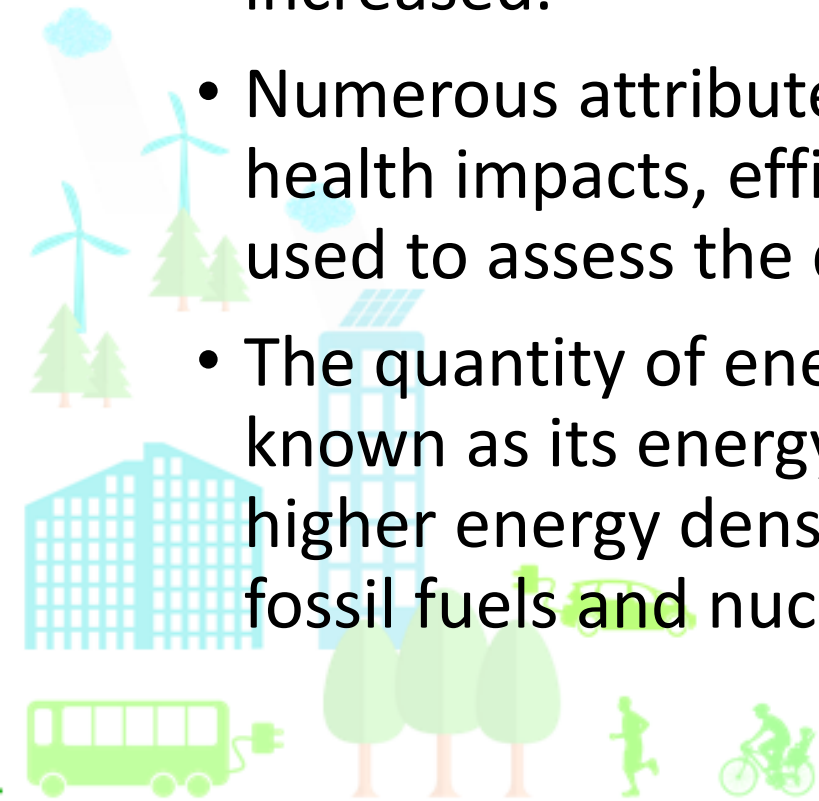 increased.
• Numerous attribute
health impacts, effi
used to assess the
• The quantity of ene
known as its energy
higher energy dens
fossil fuels and nuc